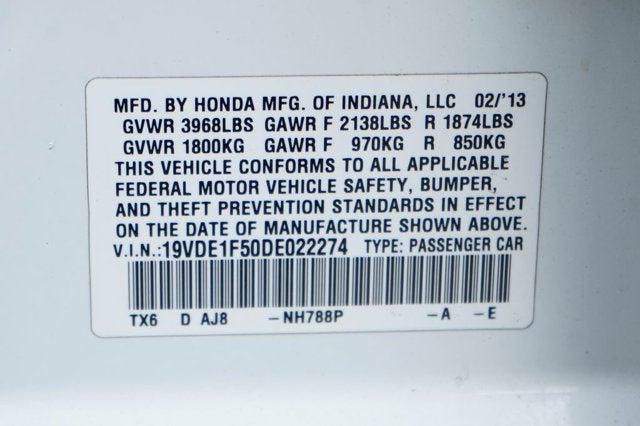 MFD. BY HONDA MFG. OF INDIANA, LLC 02/'13
GVWR 3968LBS GAWR F 2138LBS R 1874LBS
GVWR 1800KG GAWR F 970KG R 850KG
THIS VEHICLE CONFORMS TO ALL APPLICABLE
FEDERAL MOTOR VEHICLE SAFETY, BUMPER,
AND THEFT PREVENTION STANDARDS IN EFFECT
ON THE DATE OF MANUFACTURE SHOWN ABOVE.
V.I.N.:19VDE1F50DE022274 TYPE: PASSENGER CAR
TX6 D AJ8 -NH788P -A -E